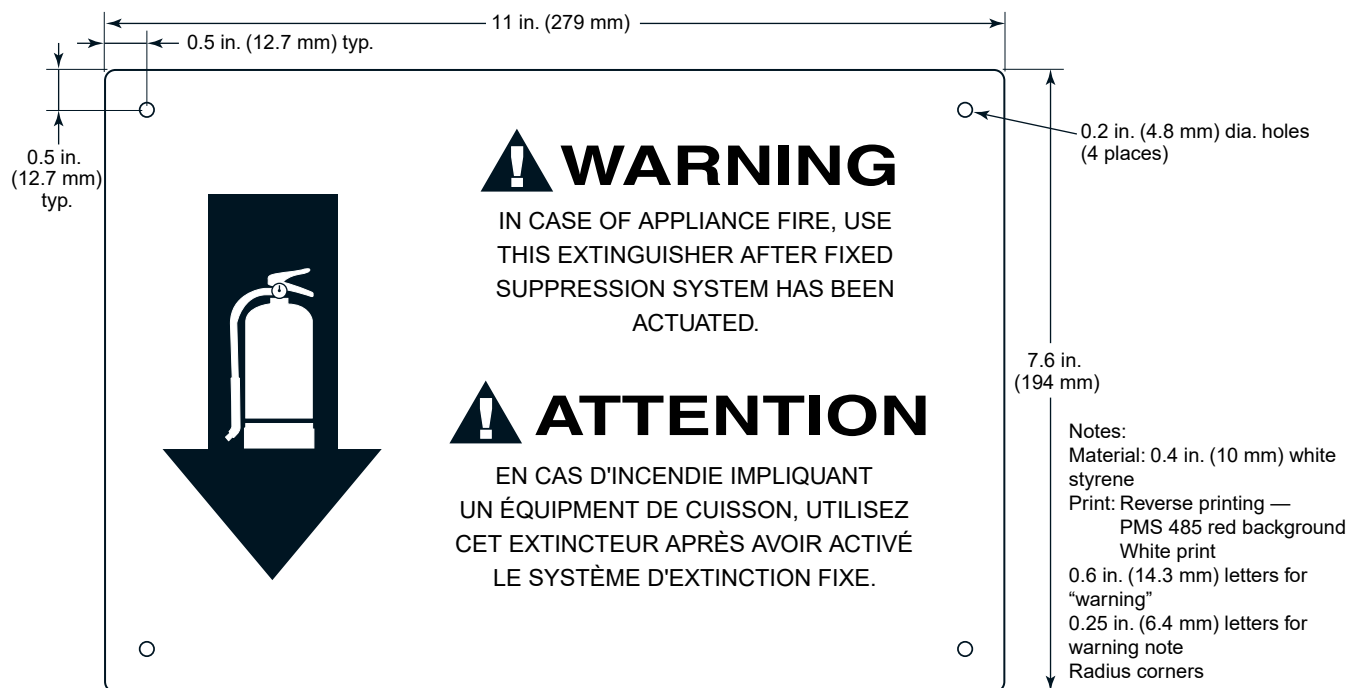 11 in. (279 mm)
0.5 in. (12.7 mm) typ.
0.5 in.
(12.7 mm)
typ.
0.2 in. (4.8 mm) dia. holes
(4 places)
WARNING
IN CASE OF APPLIANCE FIRE, USE
THIS EXTINGUISHER AFTER FIXED
SUPPRESSION SYSTEM HAS BEEN
ACTUATED.
7.6 in.
(194 mm)
ATTENTION
EN CAS D'INCENDIE IMPLIQUANT
UN ÉQUIPMENT DE CUISSON, UTILISEZ
CET EXTINCTEUR APRÈS AVOIR ACTIVÉ
LE SYSTÈME D'EXTINCTION FIXE.
Notes:
Material: 0.4 in. (10 mm) white
styrene
Print: Reverse printing —
PMS 485 red background
White print
0.6 in. (14.3 mm) letters for
“warning”
0.25 in. (6.4 mm) letters for
warning note
Radius corners